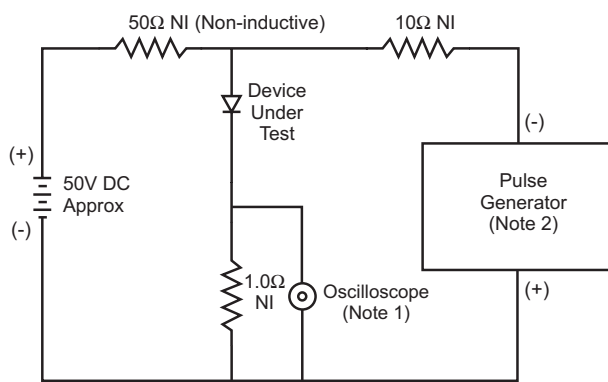 50Ω NI (Non-inductive)
10Ω NI
Device
Under
Test
(-)
(+)
50V DC
Approx
(-)
Pulse
Generator
(Note 2)
1.0Ω
NI
Oscilloscope
(Note 1)
(+)